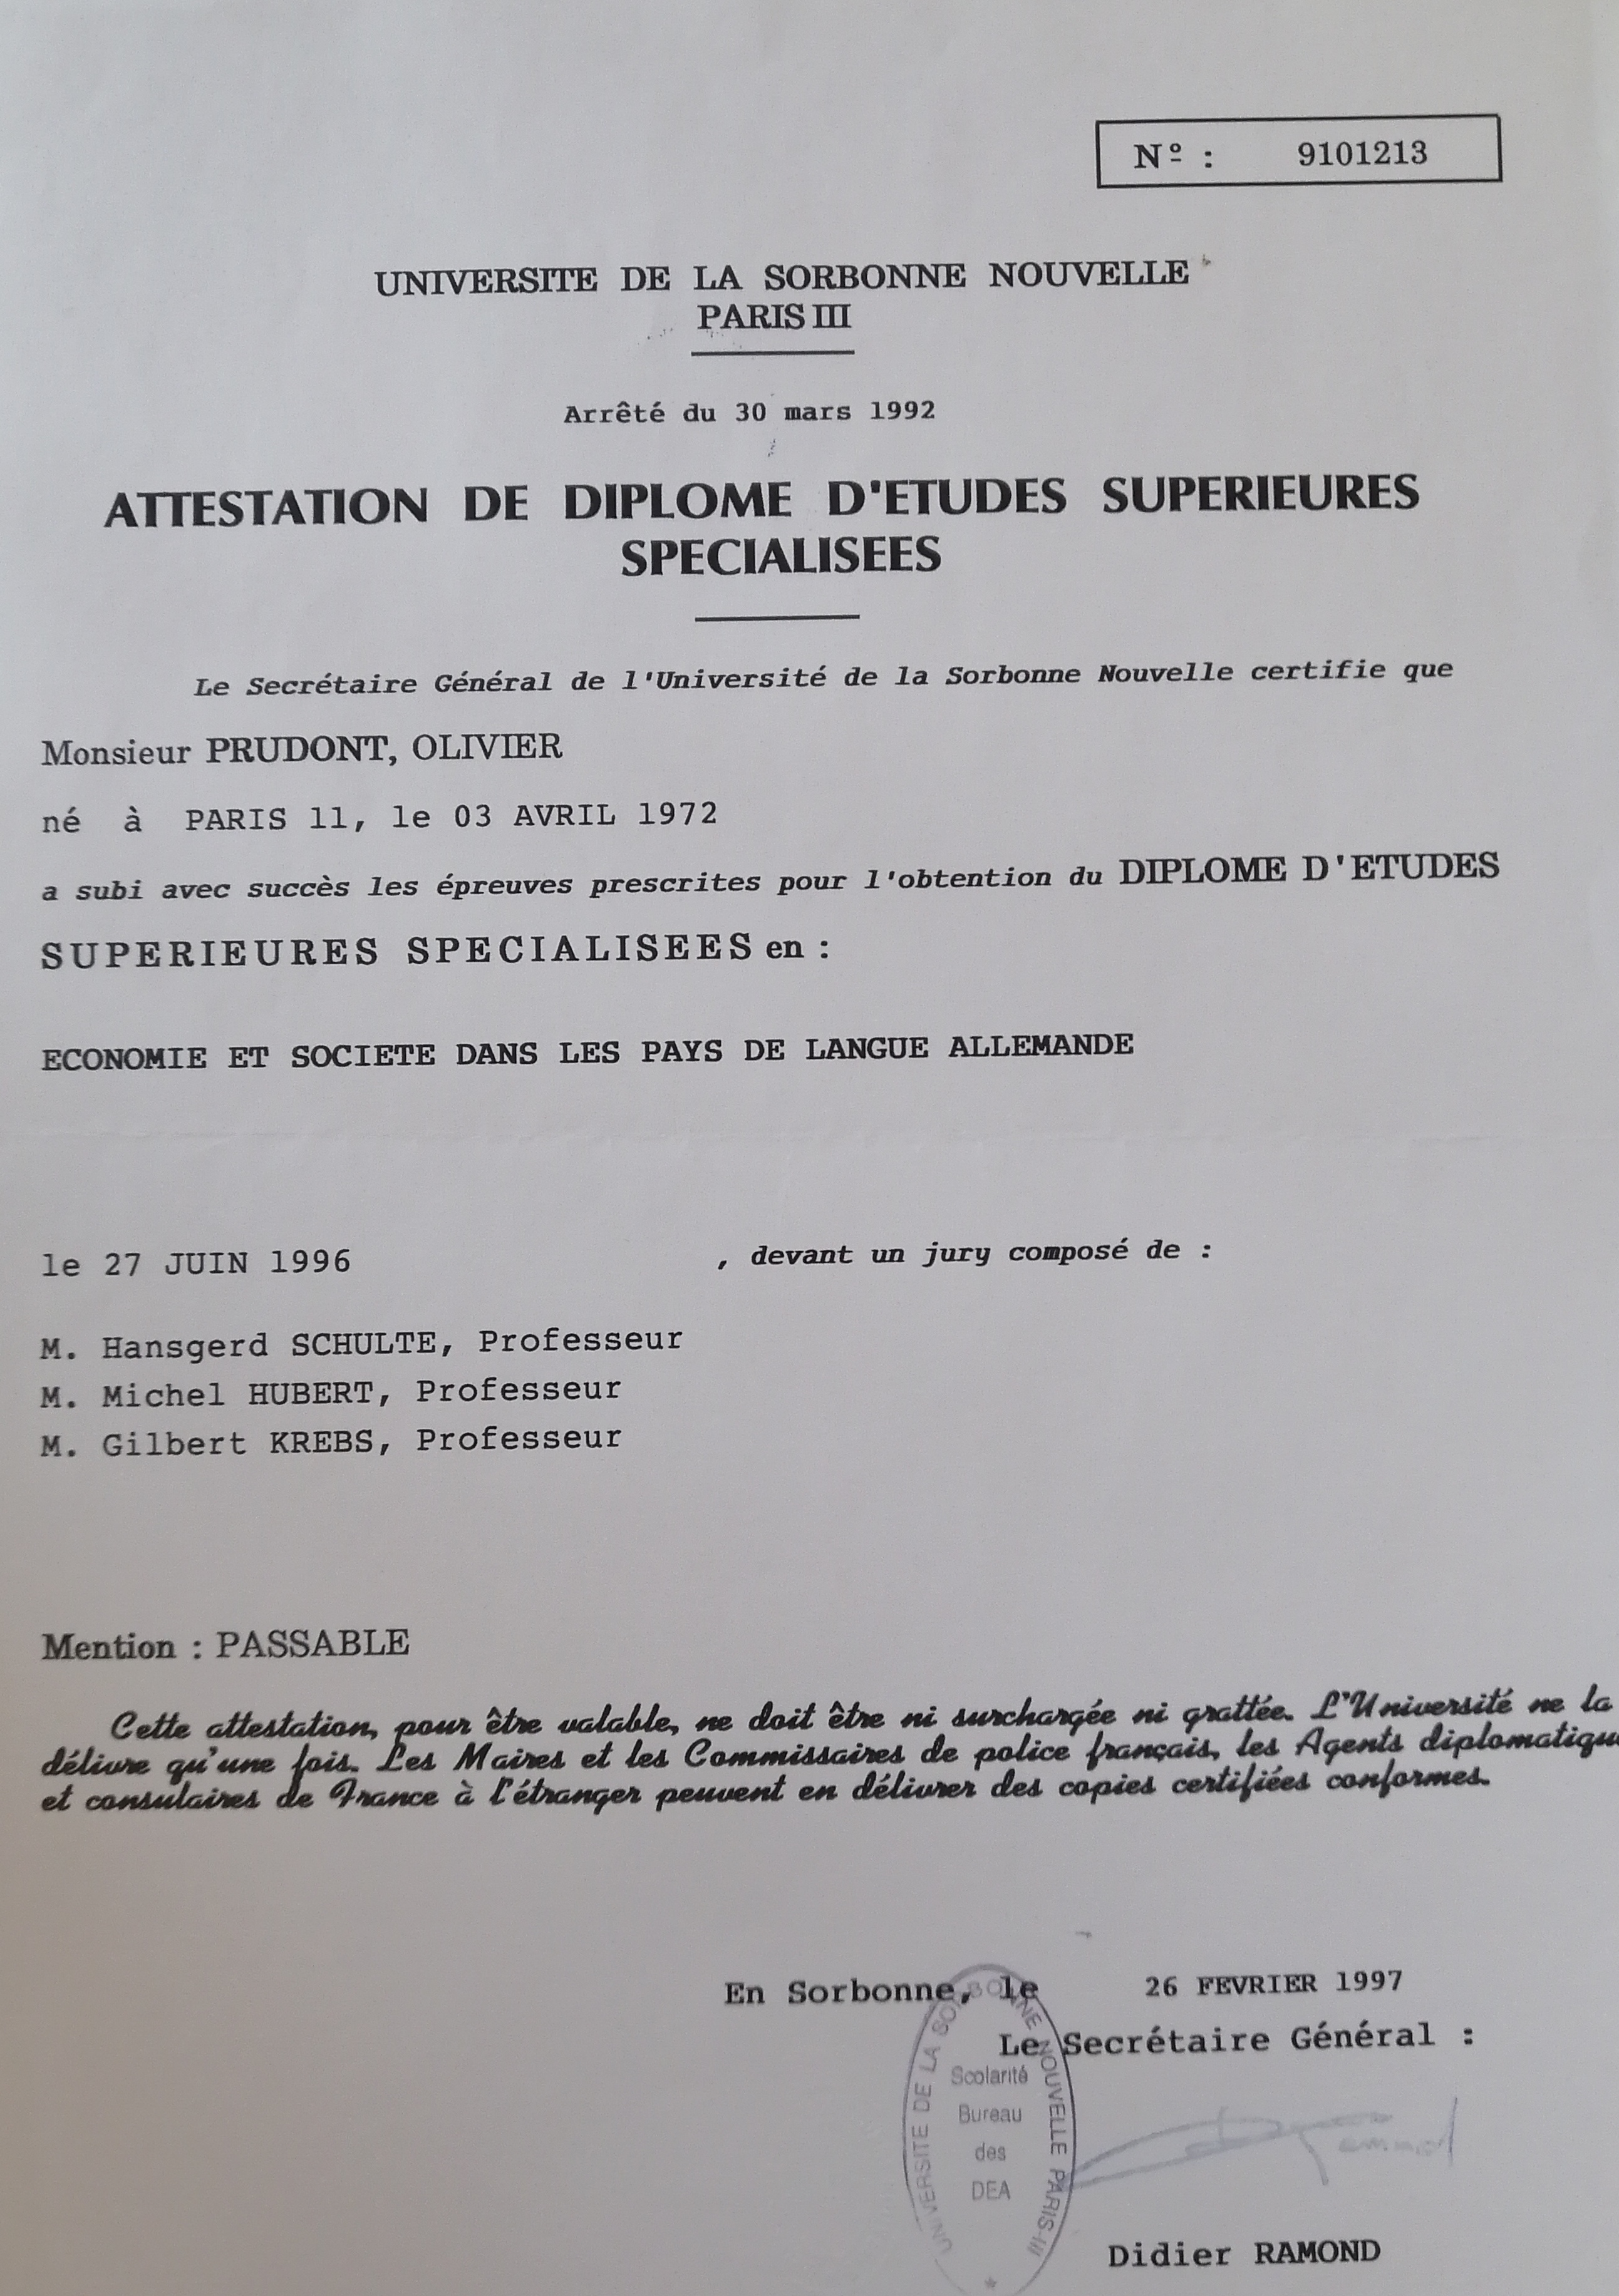 Nº : 9101213
UNIVERSITE DE LA SORBONNE NOUVELLE
PARIS III
Arrêté du 30 mars 1992
ATTESTATION DE DIPLOME D'ETUDES SUPERIEURES
SPECIALISEES
Le Secrétaire Général de l'Université de la Sorbonne Nouvelle certifie que
Monsieur PRUDONT, OLIVIER
né à PARIS 11, le 03 AVRIL 1972
a subi avec succès les épreuves prescrites pour l'obtention du DIPLOME D'ETUDES
SUPERIEURES SPECIALISEES en :
ECONOMIE ET SOCIETE DANS LES PAYS DE LANGUE ALLEMANDE
le 27 JUIN 1996 , devant un jury composé de :
M. Hansgerd SCHULTE, Professeur
M. Michel HUBERT, Professeur
M. Gilbert KREBS, Professeur
Mention : PASSABLE
Cette attestation, pour être valable, ne doit être ni surchargée ni grattée. L'Université ne la
délivre qu'une fois. Les Maires et les Commissaires de police français, les Agents diplomatique
et consulaires de France à l'étranger peuvent en délivrer des copies certifiées conformes.
En Sorbonne, le 26 FEVRIER 1997
Le Secrétaire Général :
UNIVERSITE DE LA SORBONNE NOUVELLE PARIS-III
Scolarité
Bureau
des
DEA
Didier RAMOND